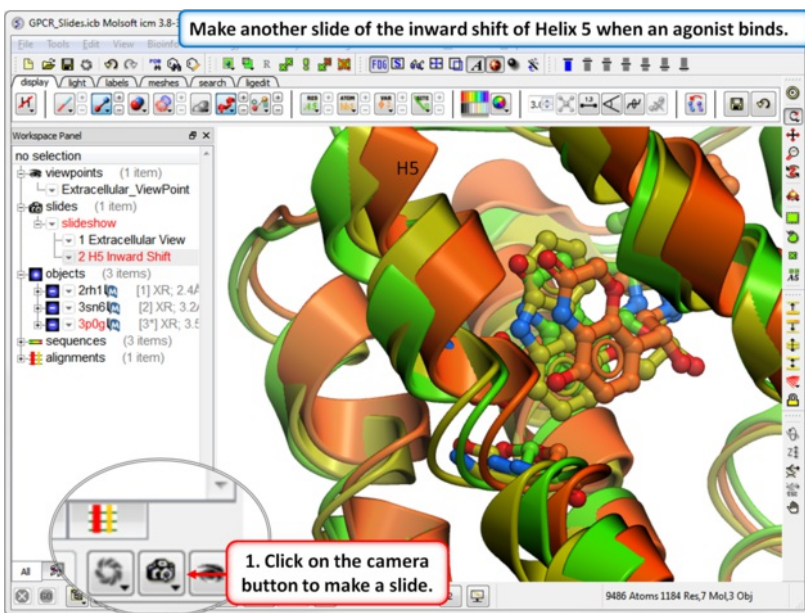 GPCR_Slides.icb Molsoft icm 3.8-
Make another slide of the inward shift of Helix 5 when an agonist binds.
File Tools Edit View Bioinfo
display light labels meshes search ligedit
Workspace Panel
no selection
viewpoints (1 item)
Extracellular_ViewPoint
slides (1 item)
slideshow
1 Extracellular View
2 H5 Inward Shift
objects (3 items)
2rh1 [1] XR; 2.4
3sn6 [2] XR; 3.2
3p0g [3*] XR; 3.5
sequences (3 items)
alignments (1 item)
H5
1. Click on the camera
button to make a slide.
All
9486 Atoms 1184 Res,7 Mol,3 Obj